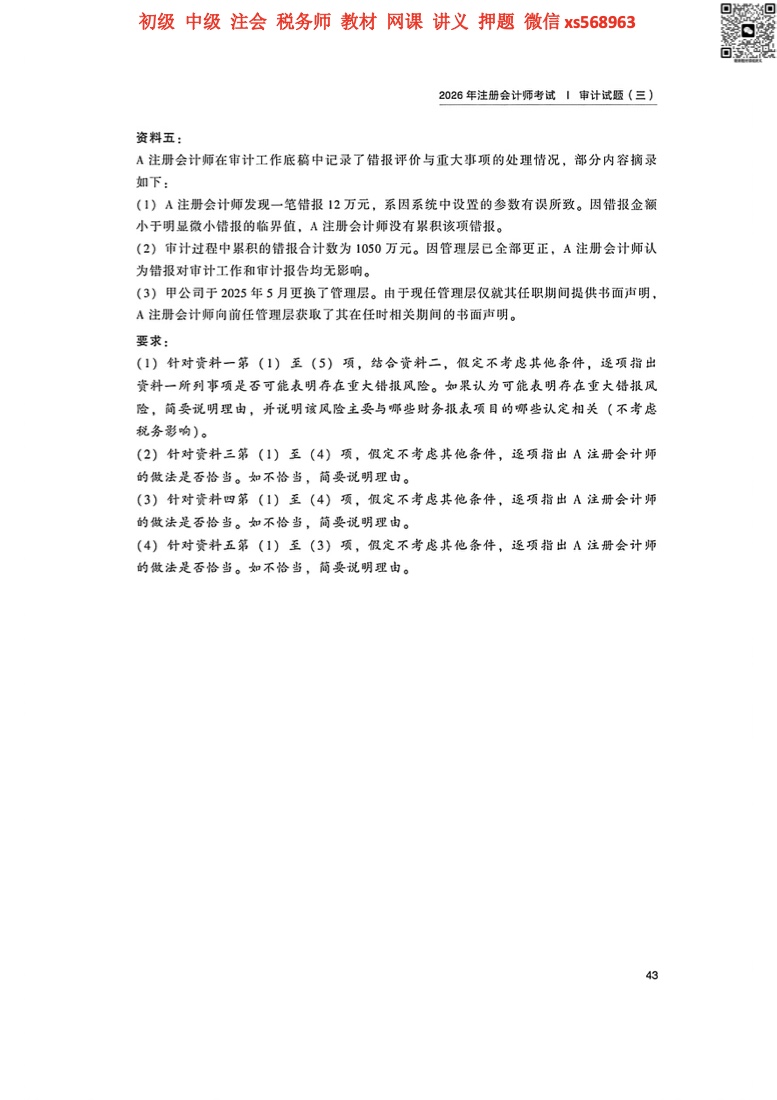 初级 中级 注会 税务师 教材 网课 讲义 押题 微信 xs568963
2026 年注册会计师考试 | 审计试题（三）
资料五：
A 注册会计师在审计工作底稿中记录了错报评价与重大事项的处理情况，部分内容摘录
如下：
（1）A 注册会计师发现一笔错报 12 万元，系因系统中设置的参数有误所致。因错报金额
小于明显微小错报的临界值，A 注册会计师没有累积该项错报。
（2）审计过程中累积的错报合计数为 1050 万元。因管理层已全部更正，A 注册会计师认
为错报对审计工作和审计报告均无影响。
（3）甲公司于 2025 年 5 月更换了管理层。由于现任管理层仅就其任职期间提供书面声明，
A 注册会计师向前任管理层获取了其在任时相关期间的书面声明。
要求：
（1）针对资料一第（1）至（5）项，结合资料二，假定不考虑其他条件，逐项指出
资料一所列事项是否可能表明存在重大错报风险。如果认为可能表明存在重大错报风
险，简要说明理由，并说明该风险主要与哪些财务报表项目的哪些认定相关（不考虑
税务影响）。
（2）针对资料三第（1）至（4）项，假定不考虑其他条件，逐项指出 A 注册会计师
的做法是否恰当。如不恰当，简要说明理由。
（3）针对资料四第（1）至（4）项，假定不考虑其他条件，逐项指出 A 注册会计师
的做法是否恰当。如不恰当，简要说明理由。
（4）针对资料五第（1）至（3）项，假定不考虑其他条件，逐项指出 A 注册会计师
的做法是否恰当。如不恰当，简要说明理由。
43